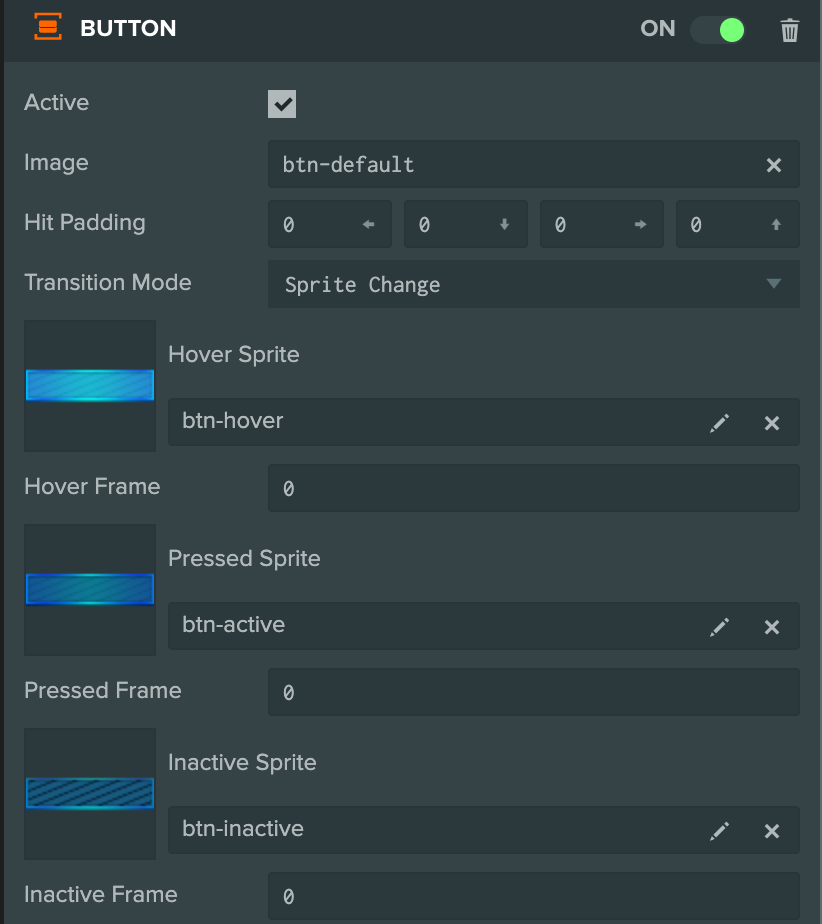 BUTTON ON
Active
Image btn-default
Hit Padding 0 0 0 0
Transition Mode Sprite Change
Hover Sprite
btn-hover
Hover Frame 0
Pressed Sprite
btn-active
Pressed Frame 0
Inactive Sprite
btn-inactive
Inactive Frame 0